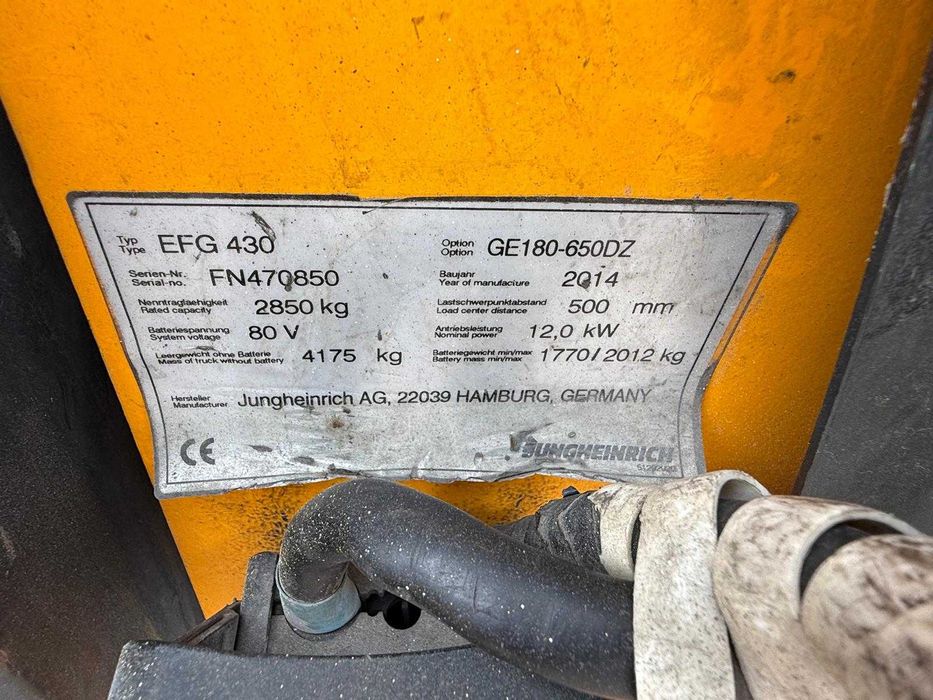 Typ Type EFG 430 Option Option GE180-650DZ
Serien-Nr. Serial-no. FN470850 Baujahr Year of manufacture 2014
Nenntragfaehigkeit Rated capacity 2850 kg Lastschwerpunktabstand Load center distance 500 mm
Batteriespannung System voltage 80 V Antriebsleistung Nominal power 12,0 kW
Leergewicht ohne Batterie Mass of truck without battery 4175 kg Batteriegewicht min/max Battery mass min/max 1770/2012 kg
Hersteller Manufacturer Jungheinrich AG, 22039 HAMBURG, GERMANY
CE JUNGHEINRICH